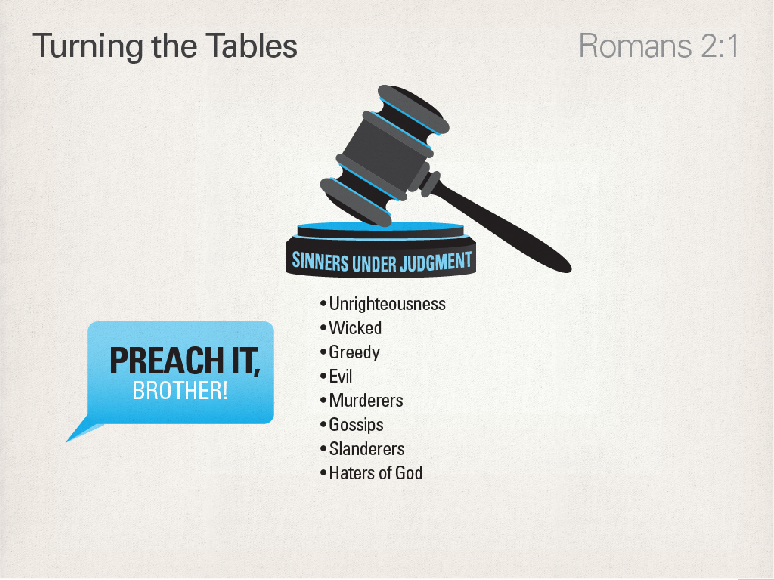 Turning the Tables
Romans 2:1
SINNERS UNDER JUDGMENT
•Unrighteousness
•Wicked
•Greedy
•Evil
•Murderers
•Gossips
•Slanderers
•Haters of God
PREACH IT,
BROTHER!